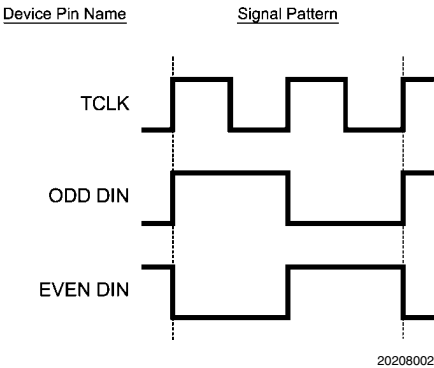 Device Pin Name Signal Pattern
TCLK
ODD DIN
EVEN DIN
20208002